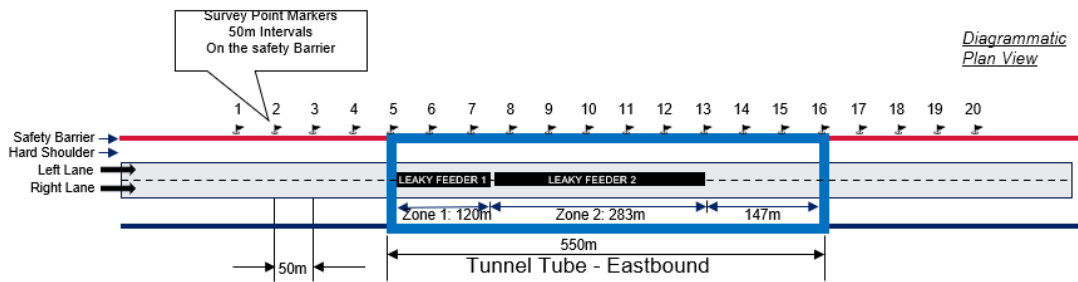 Survey Point Markers
50m Intervals
On the safety Barrier
Diagrammatic
Plan View
1 2 3 4 5 6 7 8 9 10 11 12 13 14 15 16 17 18 19 20
Safety Barrier
Hard Shoulder
Left Lane
Right Lane
LEAKY FEEDER 1 LEAKY FEEDER 2
Zone 1: 120m Zone 2: 283m 147m
550m
50m
Tunnel Tube - Eastbound